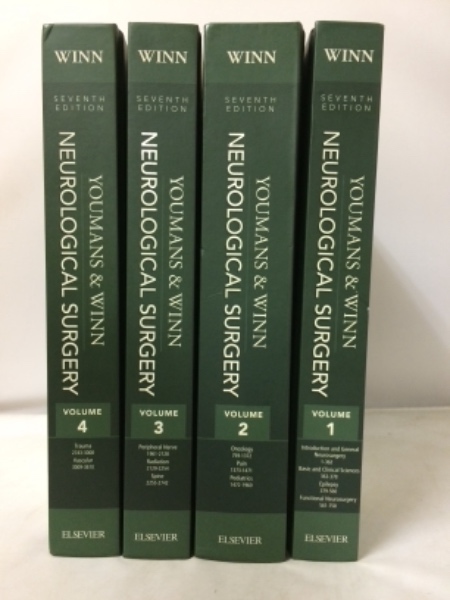 WINN
SEVENTH
EDITION
YOUMANS & WINN
NEUROLOGICAL SURGERY
VOLUME
4
Trauma
Vascular
ELSEVIER
WINN
SEVENTH
EDITION
YOUMANS & WINN
NEUROLOGICAL SURGERY
VOLUME
3
Peripheral Nerve
Radiation
Spine
ELSEVIER
WINN
SEVENTH
EDITION
YOUMANS & WINN
NEUROLOGICAL SURGERY
VOLUME
2
Oncology
Pain
Pediatrics
ELSEVIER
WINN
SEVENTH
EDITION
YOUMANS & WINN
NEUROLOGICAL SURGERY
VOLUME
1
Introduction and General
Neurosurgery
Basic and Clinical Sciences
Epilepsy
Functional Neurosurgery
ELSEVIER